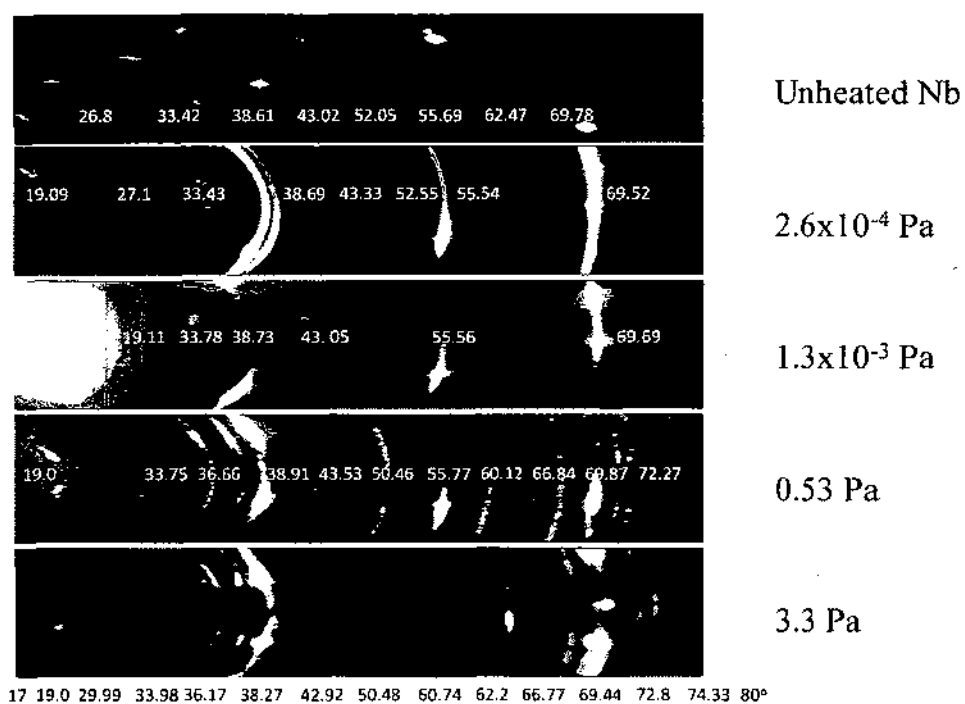 Unheated Nb
26.8 33.42 38.61 43.02 52.05 55.69 62.47 69.78
19.09 27.1 33.43 38.69 43.33 52.55 55.54 69.52
2.6x10⁻⁴ Pa
19.11 33.78 38.73 43.05 55.56 69.69
1.3x10⁻³ Pa
19.0 33.75 36.66 38.91 43.53 50.46 55.77 60.12 66.84 69.87 72.27
0.53 Pa
3.3 Pa
17 19.0 29.99 33.98 36.17 38.27 42.92 50.48 60.74 62.2 66.77 69.44 72.8 74.33 80°